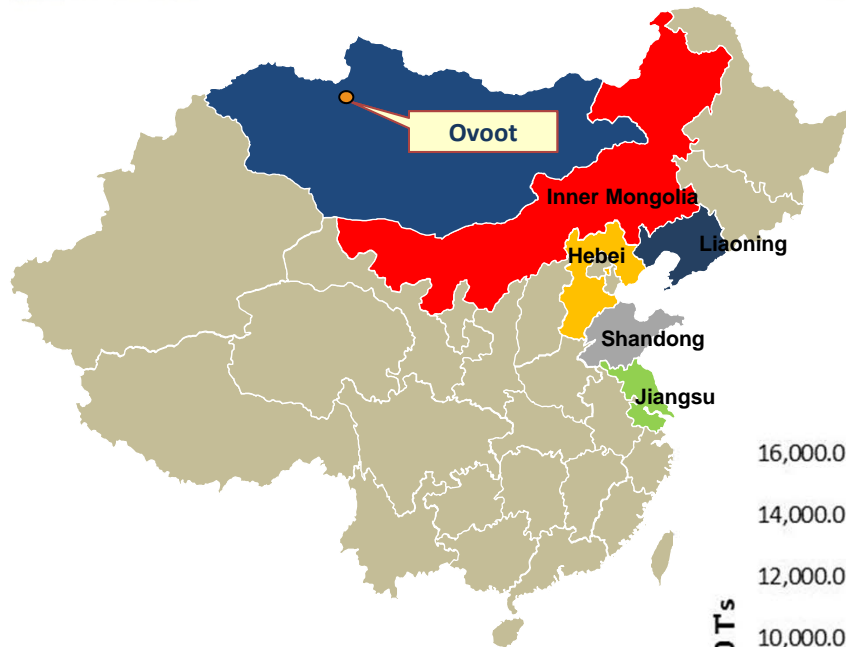 Ovoot
Inner Mongolia
Liaoning
Hebei
Shandong
Jiangsu
16,000.0
14,000.0
12,000.0
10,000.0
T's